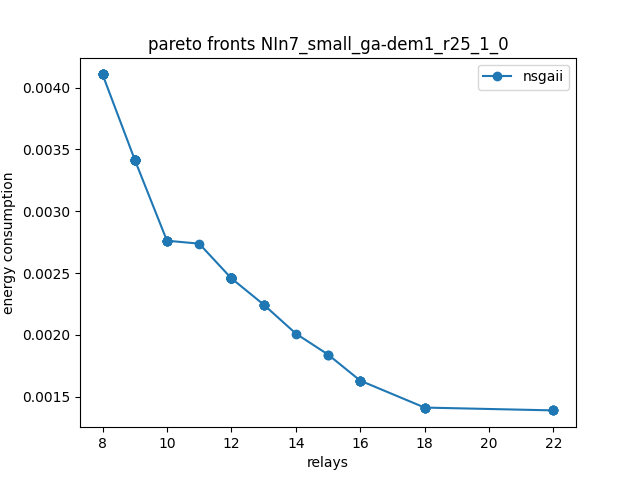 pareto fronts NIn7_small_ga-dem1_r25_1_0
nsgaii
energy consumption
0.0040
0.0035
0.0030
0.0025
0.0020
0.0015
8 10 12 14 16 18 20 22
relays